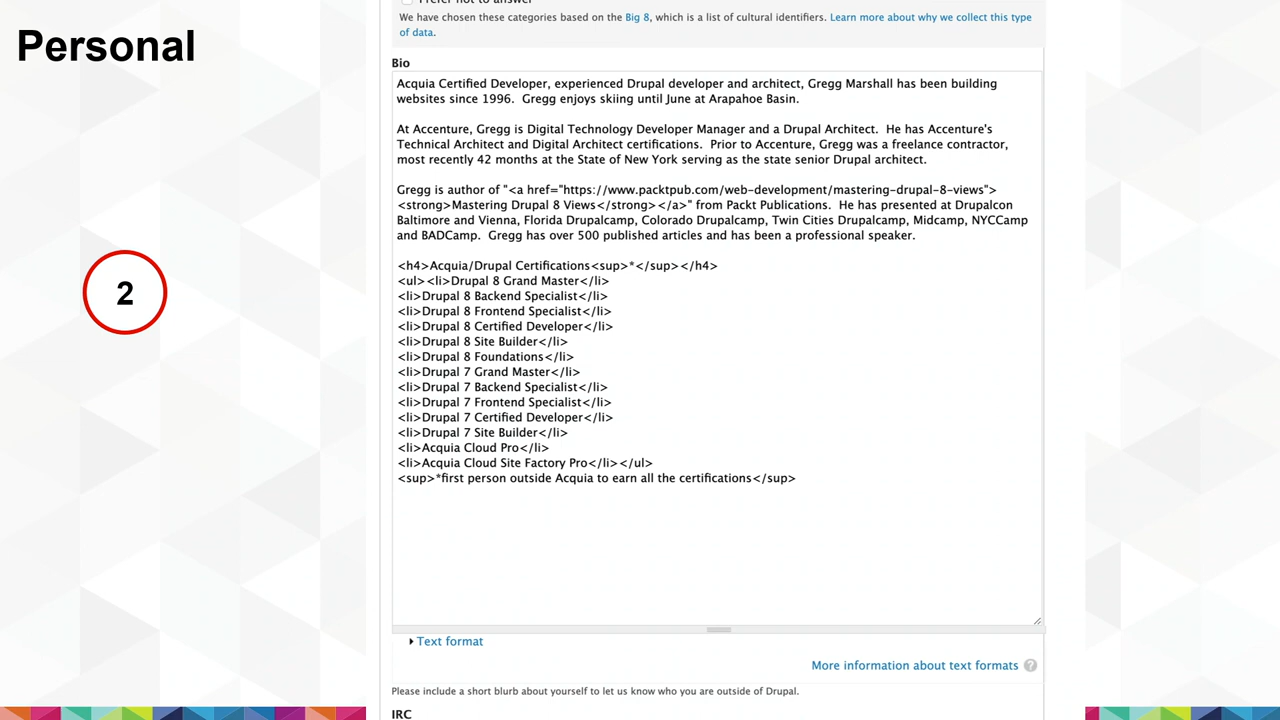 Personal
Prefer not to answer
We have chosen these categories based on the Big 8, which is a list of cultural identifiers. Learn more about why we collect this type
of data.
Bio
Acquia Certified Developer, experienced Drupal developer and architect, Gregg Marshall has been building
websites since 1996.  Gregg enjoys skiing until June at Arapahoe Basin.
At Accenture, Gregg is Digital Technology Developer Manager and a Drupal Architect.  He has Accenture's
Technical Architect and Digital Architect certifications.  Prior to Accenture, Gregg was a freelance contractor,
most recently 42 months at the State of New York serving as the state senior Drupal architect.
Gregg is author of "<a href="https://www.packtpub.com/web-development/mastering-drupal-8-views">
<strong>Mastering Drupal 8 Views</strong></a>" from Packt Publications.  He has presented at Drupalcon
Baltimore and Vienna, Florida Drupalcamp, Colorado Drupalcamp, Twin Cities Drupalcamp, Midcamp, NYCCamp
and BADCamp.  Gregg has over 500 published articles and has been a professional speaker.
<h4>Acquia/Drupal Certifications<sup>*</sup></h4>
<ul><li>Drupal 8 Grand Master</li>
<li>Drupal 8 Backend Specialist</li>
<li>Drupal 8 Frontend Specialist</li>
<li>Drupal 8 Certified Developer</li>
<li>Drupal 8 Site Builder</li>
<li>Drupal 8 Foundations</li>
<li>Drupal 7 Grand Master</li>
<li>Drupal 7 Backend Specialist</li>
<li>Drupal 7 Frontend Specialist</li>
<li>Drupal 7 Certified Developer</li>
<li>Drupal 7 Site Builder</li>
<li>Acquia Cloud Pro</li>
<li>Acquia Cloud Site Factory Pro</li></ul>
<sup>*first person outside Acquia to earn all the certifications</sup>
2
Text format
More information about text formats ?
Please include a short blurb about yourself to let us know who you are outside of Drupal.
IRC